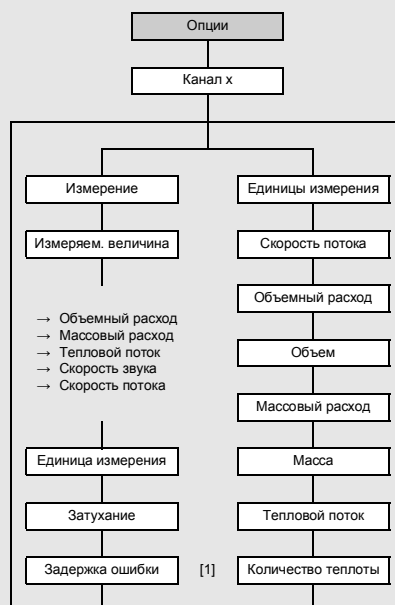 Опции
Канал x
Измерение
Измеряем. величина
→ Объемный расход
→ Массовый расход
→ Тепловой поток
→ Скорость звука
→ Скорость потока
Единица измерения
Затухание
Задержка ошибки
[1]
Единицы измерения
Скорость потока
Объемный расход
Объем
Массовый расход
Масса
Тепловой поток
Количество теплоты